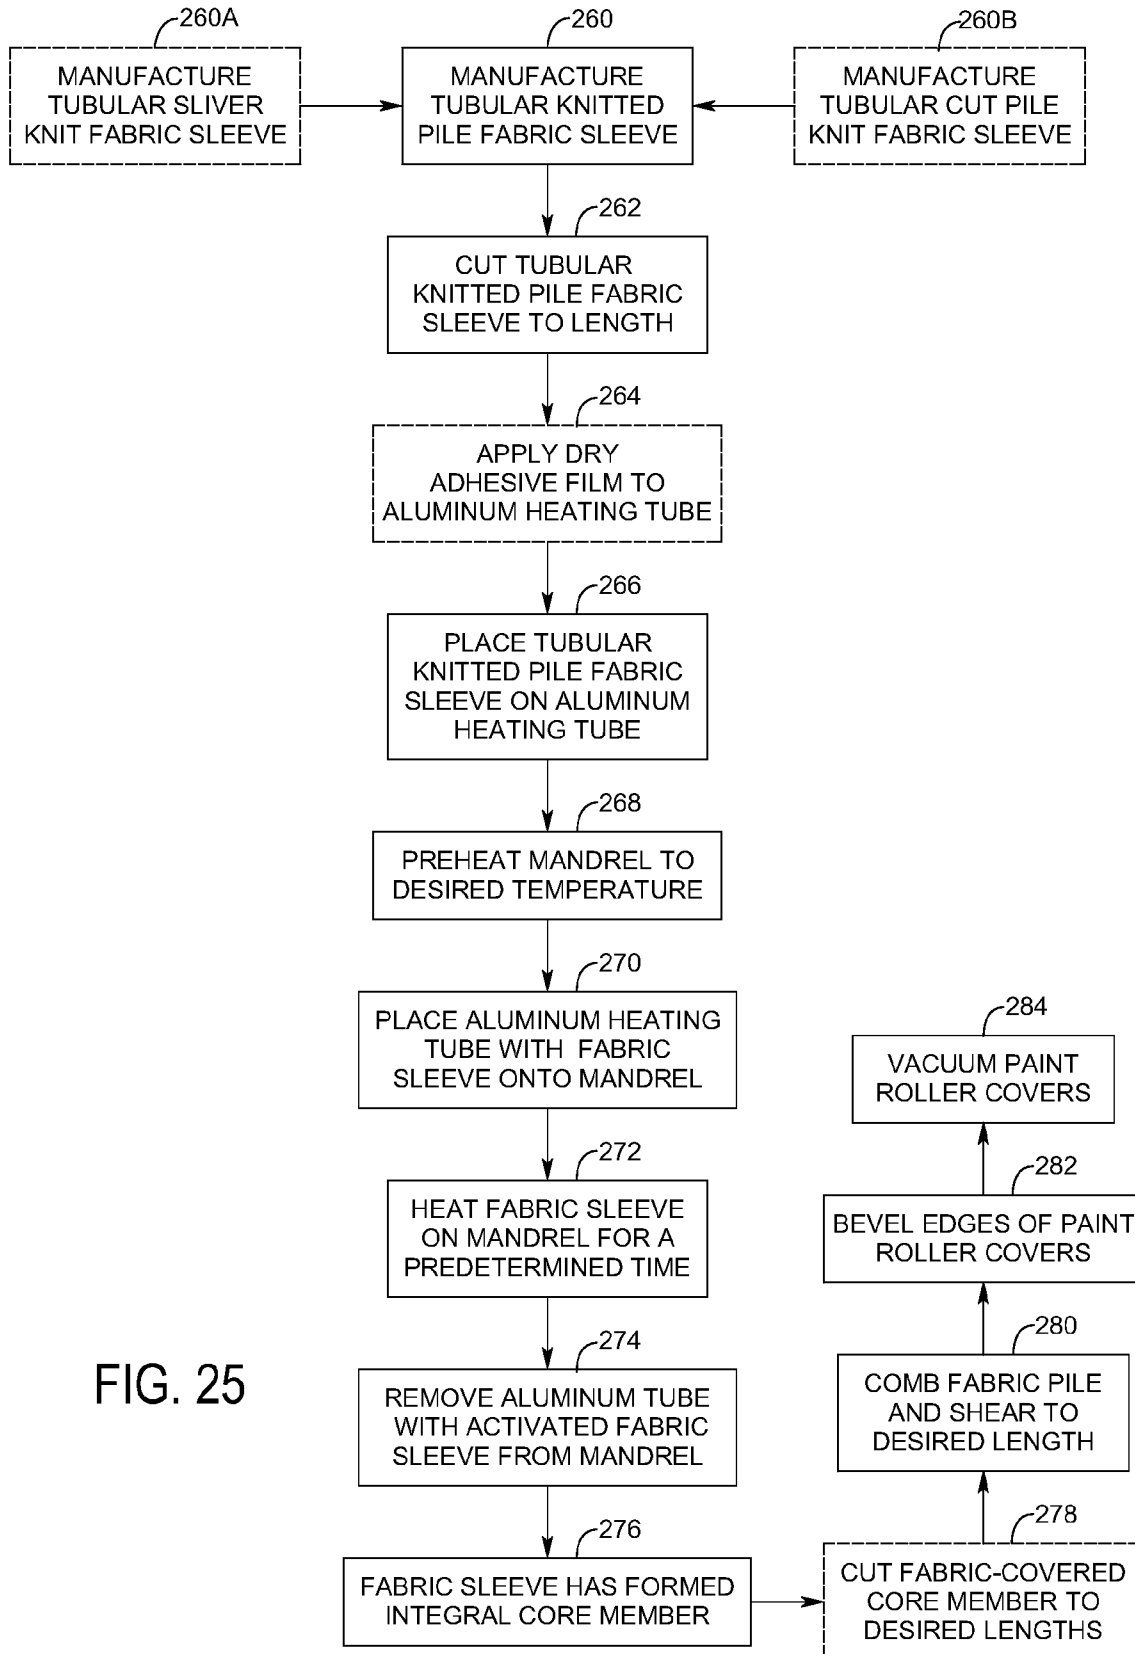 260A
MANUFACTURE
TUBULAR SLIVER
KNIT FABRIC SLEEVE
260
MANUFACTURE
TUBULAR KNITTED
PILE FABRIC SLEEVE
260B
MANUFACTURE
TUBULAR CUT PILE
KNIT FABRIC SLEEVE
262
CUT TUBULAR
KNITTED PILE FABRIC
SLEEVE TO LENGTH
264
APPLY DRY
ADHESIVE FILM TO
ALUMINUM HEATING TUBE
266
PLACE TUBULAR
KNITTED PILE FABRIC
SLEEVE ON ALUMINUM
HEATING TUBE
268
PREHEAT MANDREL TO
DESIRED TEMPERATURE
270
PLACE ALUMINUM HEATING
TUBE WITH FABRIC
SLEEVE ONTO MANDREL
272
HEAT FABRIC SLEEVE
ON MANDREL FOR A
PREDETERMINED TIME
274
REMOVE ALUMINUM TUBE
WITH ACTIVATED FABRIC
SLEEVE FROM MANDREL
276
FABRIC SLEEVE HAS FORMED
INTEGRAL CORE MEMBER
278
CUT FABRIC-COVERED
CORE MEMBER TO
DESIRED LENGTHS
280
COMB FABRIC PILE
AND SHEAR TO
DESIRED LENGTH
282
BEVEL EDGES OF PAINT
ROLLER COVERS
284
VACUUM PAINT
ROLLER COVERS
FIG. 25